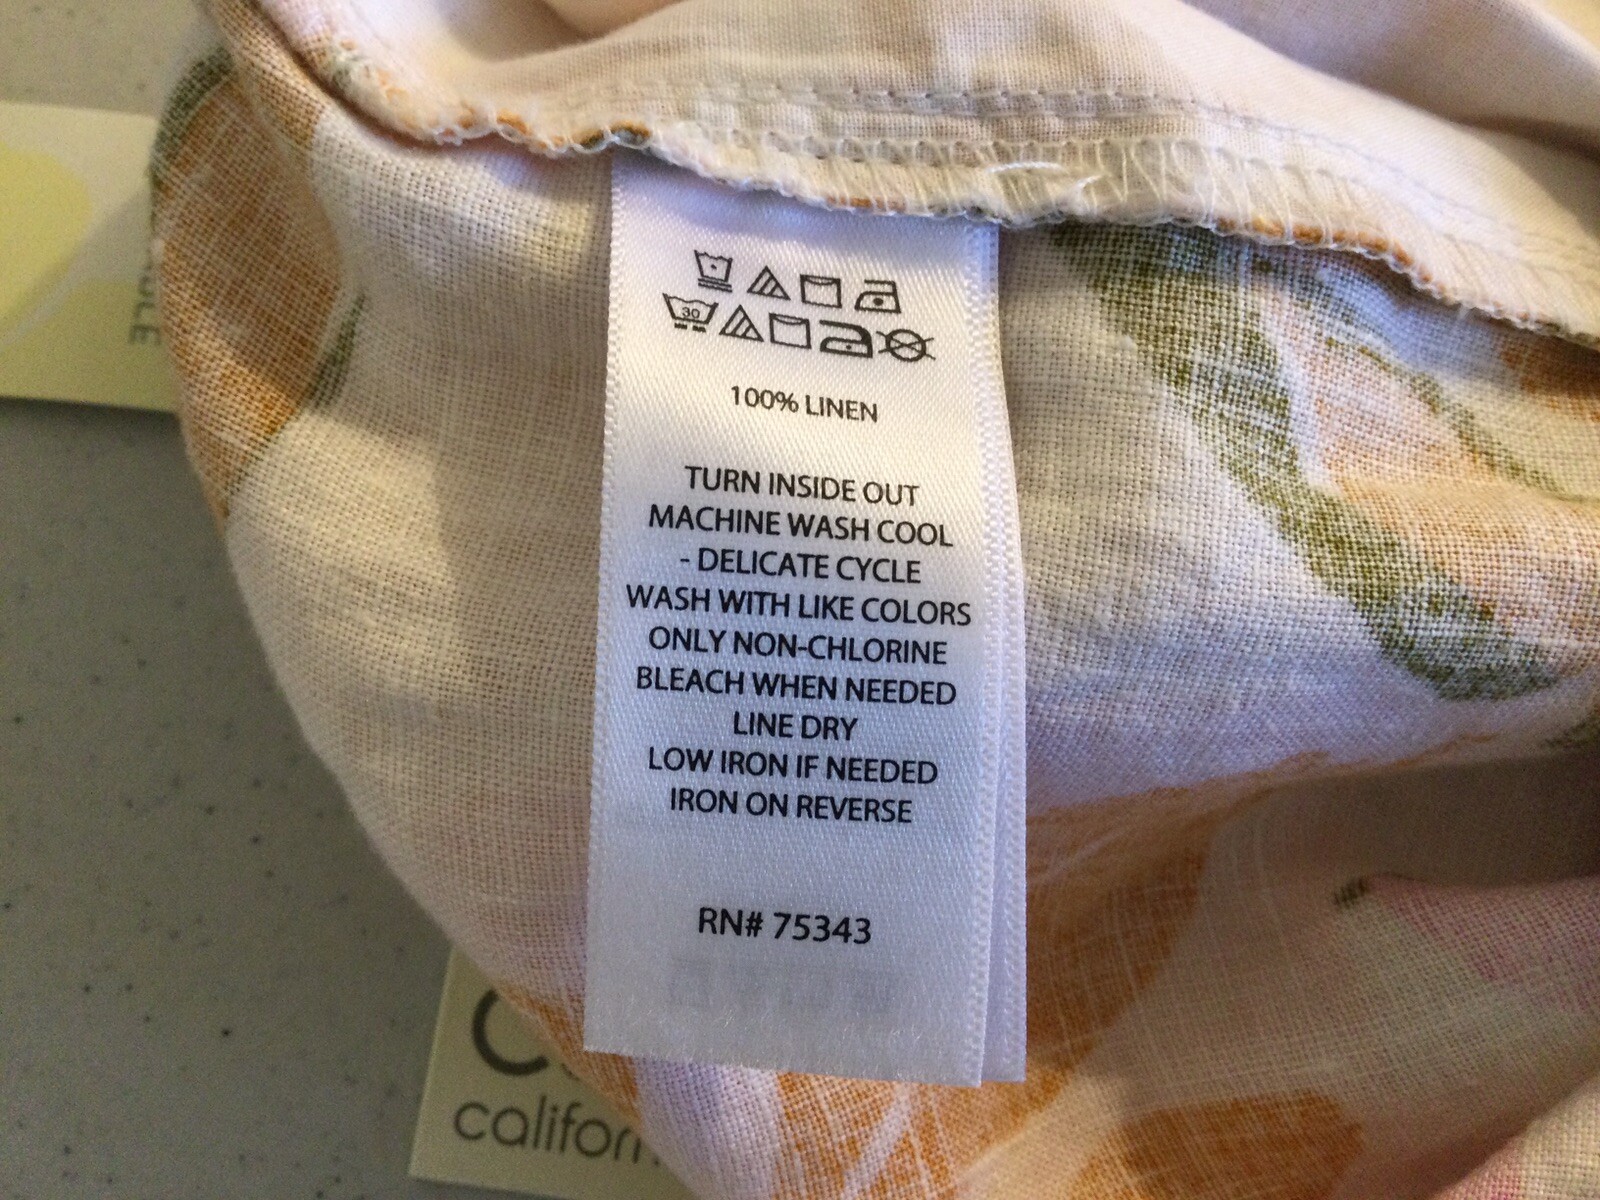 30
100% LINEN
TURN INSIDE OUT
MACHINE WASH COOL
- DELICATE CYCLE
WASH WITH LIKE COLORS
ONLY NON-CHLORINE
BLEACH WHEN NEEDED
LINE DRY
LOW IRON IF NEEDED
IRON ON REVERSE
RN# 75343